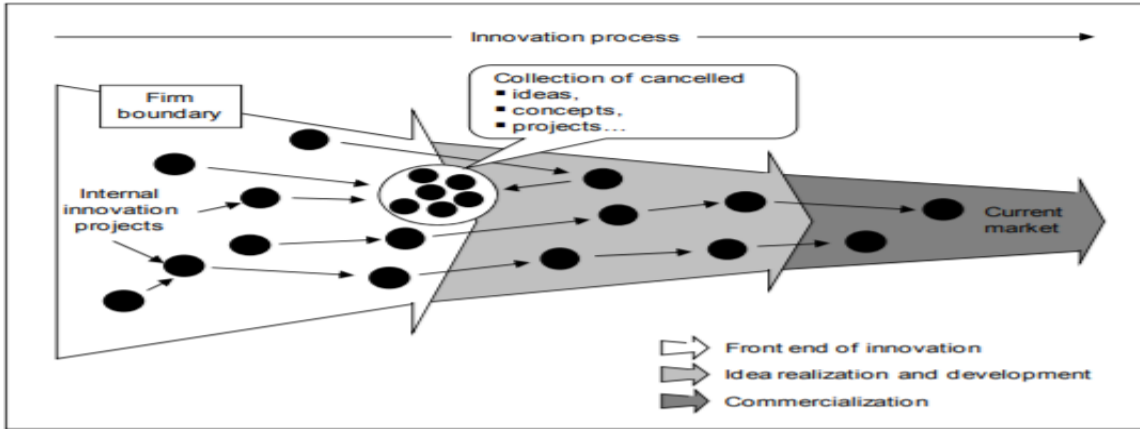 Innovation process
Collection of cancelled
▪ ideas,
▪ concepts,
▪ projects...
Firm
boundary
Internal
innovation
projects
Current
market
Front end of innovation
Idea realization and development
Commercialization